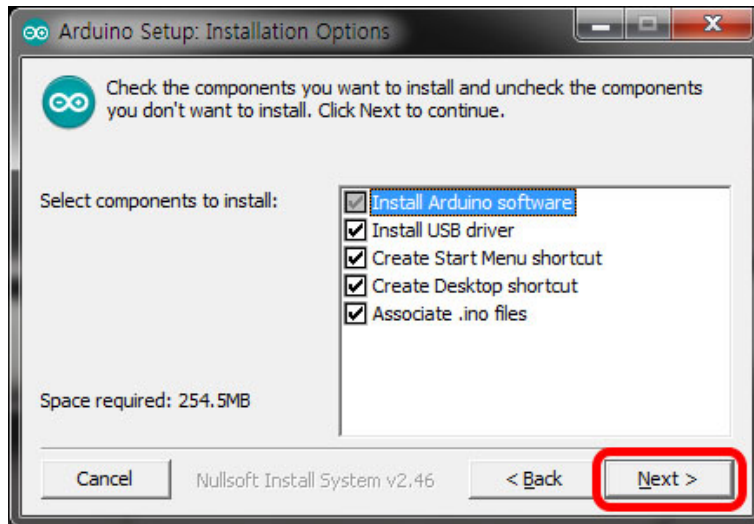 Arduino Setup: Installation Options
Check the components you want to install and uncheck the components
you don't want to install. Click Next to continue.
Select components to install:
Install Arduino software
Install USB driver
Create Start Menu shortcut
Create Desktop shortcut
Associate .ino files
Space required: 254.5MB
Cancel
Nullsoft Install System v2.46
< Back
Next >